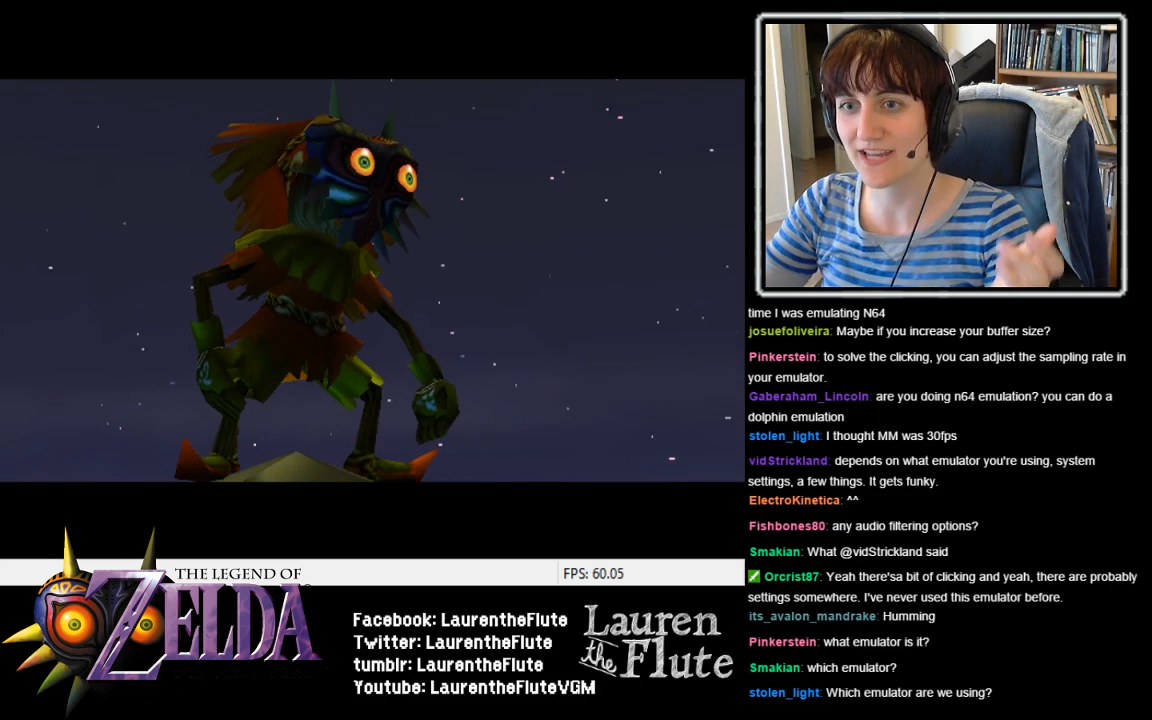 time I was emulating N64
josuefoliveira: Maybe if you increase your buffer size?
Pinkerstein: to solve the clicking, you can adjust the sampling rate in
your emulator.
Gaberaham_Lincoln: are you doing n64 emulation? you can do a
dolphin emulation
stolen_light: I thought MM was 30fps
vidStrickland: depends on what emulator you're using, system
settings, a few things. It gets funky.
ElectroKinetica: ^^
Fishbones80: any audio filtering options?
Smakian: What @vidStrickland said
Orcrist87: Yeah there'sa bit of clicking and yeah, there are probably
settings somewhere. I've never used this emulator before.
its_avalon_mandrake: Humming
Pinkerstein: what emulator is it?
Smakian: which emulator?
stolen_light: Which emulator are we using?
FPS: 60.05
THE LEGEND OF
ZELDA
Facebook: LaurentheFlute
Twitter: LaurentheFlute
tumblr: LaurentheFlute
Youtube: LaurentheFluteVGM
Lauren
the Flute